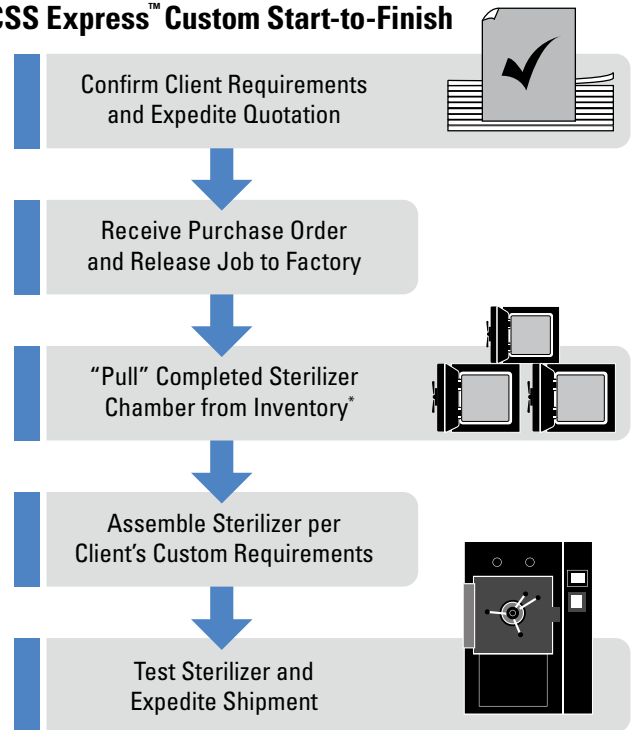 CSS Express™ Custom Start-to-Finish
Confirm Client Requirements
and Expedite Quotation
Receive Purchase Order
and Release Job to Factory
“Pull” Completed Sterilizer
Chamber from Inventory*
Assemble Sterilizer per
Client’s Custom Requirements
Test Sterilizer and
Expedite Shipment